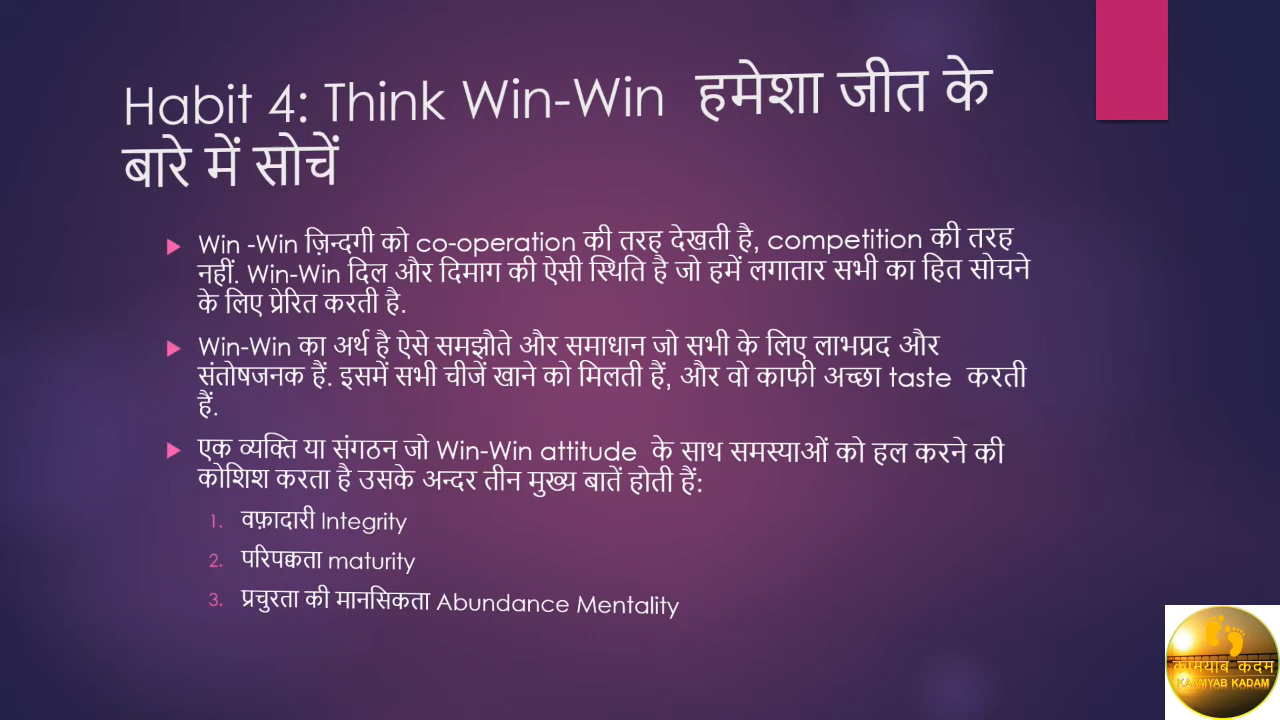 Habit 4: Think Win-Win हमेशा जीत के
बारे में सोचें
Win -Win ज़िन्दगी को co-operation की तरह देखती है, competition की तरह
नहीं. Win-Win दिल और दिमाग की ऐसी स्थिति है जो हमें लगातार सभी का हित सोचने
के लिए प्रेरित करती है.
Win-Win का अर्थ है ऐसे समझौते और समाधान जो सभी के लिए लाभप्रद और
संतोषजनक हैं. इसमें सभी चीजें खाने को मिलती हैं, और वो काफी अच्छा taste करती
हैं.
एक व्यक्ति या संगठन जो Win-Win attitude के साथ समस्याओं को हल करने की
कोशिश करता है उसके अन्दर तीन मुख्य बातें होती हैं:
1. वफ़ादारी Integrity
2. परिपक्वता maturity
3. प्रचुरता की मानसिकता Abundance Mentality
कामयाब कदम
KAAMYAB KADAM